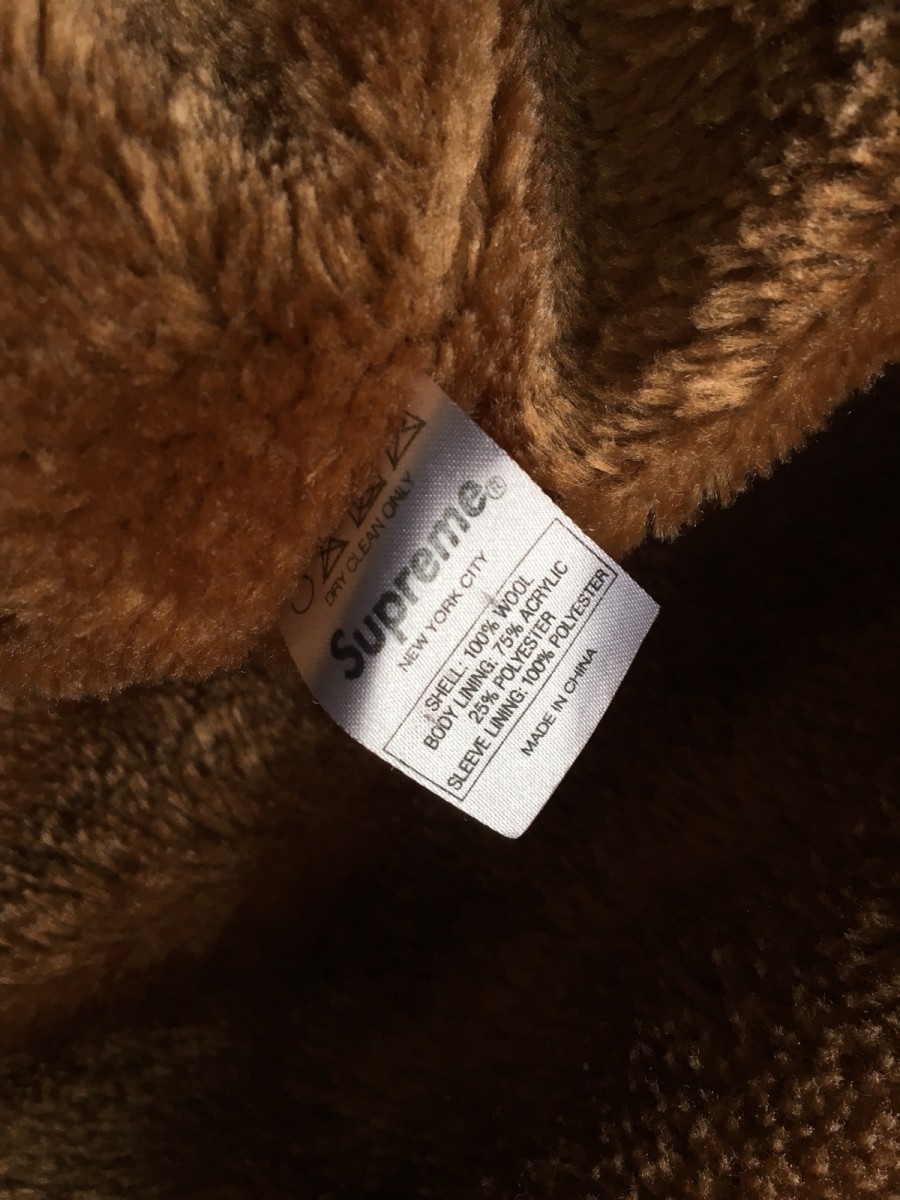 DRY CLEAN ONLY
Supreme®
NEW YORK CITY
SHELL: 100% WOOL
BODY LINING: 75% ACRYLIC
25% POLYESTER
SLEEVE LINING: 100% POLYESTER
MADE IN CHINA